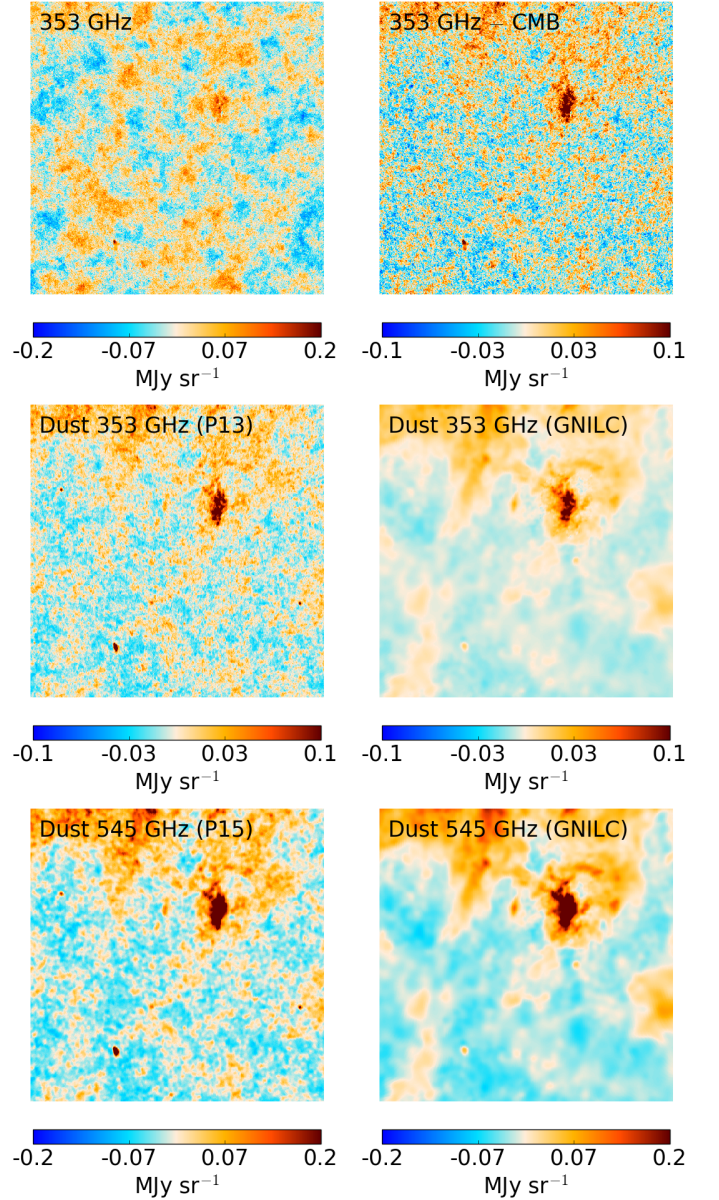 353 GHz
353 GHz − CMB
-0.2 -0.07 0.07 0.2
MJy sr⁻¹
-0.1 -0.03 0.03 0.1
MJy sr⁻¹
Dust 353 GHz (P13)
Dust 353 GHz (GNILC)
-0.1 -0.03 0.03 0.1
MJy sr⁻¹
-0.1 -0.03 0.03 0.1
MJy sr⁻¹
Dust 545 GHz (P15)
Dust 545 GHz (GNILC)
-0.2 -0.07 0.07 0.2
MJy sr⁻¹
-0.2 -0.07 0.07 0.2
MJy sr⁻¹